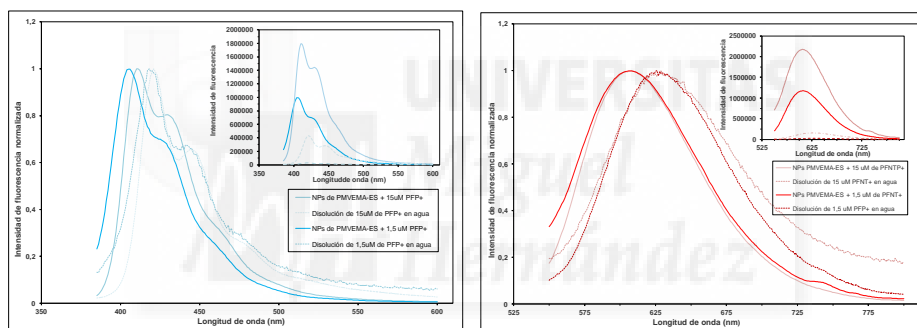 1,2
1
0,8
0,6
0,4
0,2
0
Intensidad de fluorescencia normalizada
400
450
500
550
600
Longitud de onda (nm)
2000000
1800000
1600000
1400000
1200000
1000000
800000
600000
400000
200000
0
Intensidad de fluorescencia
350
400
450
500
550
600
Longitudde onda (nm)
NPs de PMVEMA-ES + 15uM PFP+
Disolución de 15uM de PFP+ en agua
NPs de PMVEMA-ES + 1,5 uM PFP+
Disolución de 1,5uM de PFP+ en agua
1,2
1
0,8
0,6
0,4
0,2
0
Intensidad de fluorescencia normalizada
525
575
625
675
725
775
Longitud de onda (nm)
2500000
2000000
1500000
1000000
500000
0
Intensidad de fluorescencia
525
625
725
Longitud de onda (nm)
NPs PMVEMA-ES + 15 uM de PFNTP+
Disolución de 15 uM PFNT+ en agua
NPs PMVEMA-ES + 1,5 uM de PFNT+
Disolución de 1,5 uM PFP+ en agua
UNIVERSITAS
Miguel
Hernández